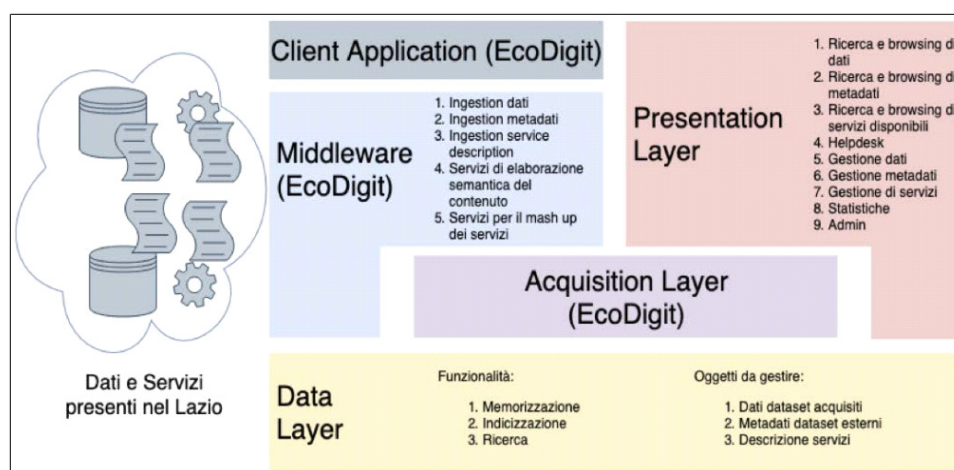 Client Application (EcoDigit)
Middleware
(EcoDigit)
1. Ingestion dati
2. Ingestion metadati
3. Ingestion service
description
4. Servizi di elaborazione
semantica del
contenuto
5. Servizi per il mash up
dei servizi
Presentation
Layer
1. Ricerca e browsing di
dati
2. Ricerca e browsing di
metadati
3. Ricerca e browsing di
servizi disponibili
4. Helpdesk
5. Gestione dati
6. Gestione metadati
7. Gestione di servizi
8. Statistiche
9. Admin
Acquisition Layer
(EcoDigit)
Dati e Servizi
presenti nel Lazio
Data
Layer
Funzionalità:
1. Memorizzazione
2. Indicizzazione
3. Ricerca
Oggetti da gestire:
1. Dati dataset acquisiti
2. Metadati dataset esterni
3. Descrizione servizi